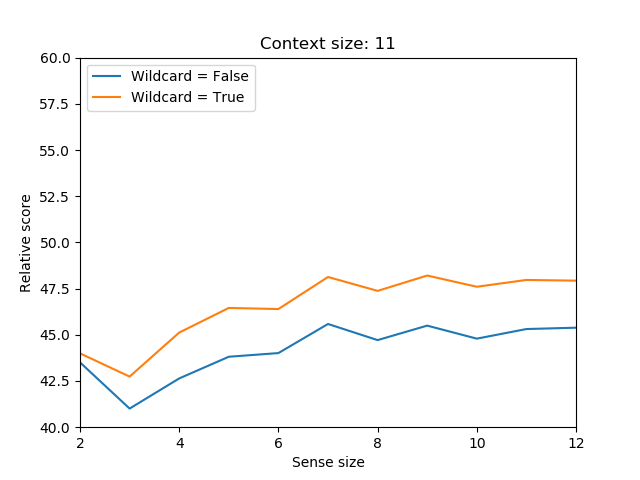 Context size: 11
Wildcard = False
Wildcard = True
60.0
57.5
55.0
52.5
50.0
47.5
45.0
42.5
40.0
Relative score
2 4 6 8 10 12
Sense size